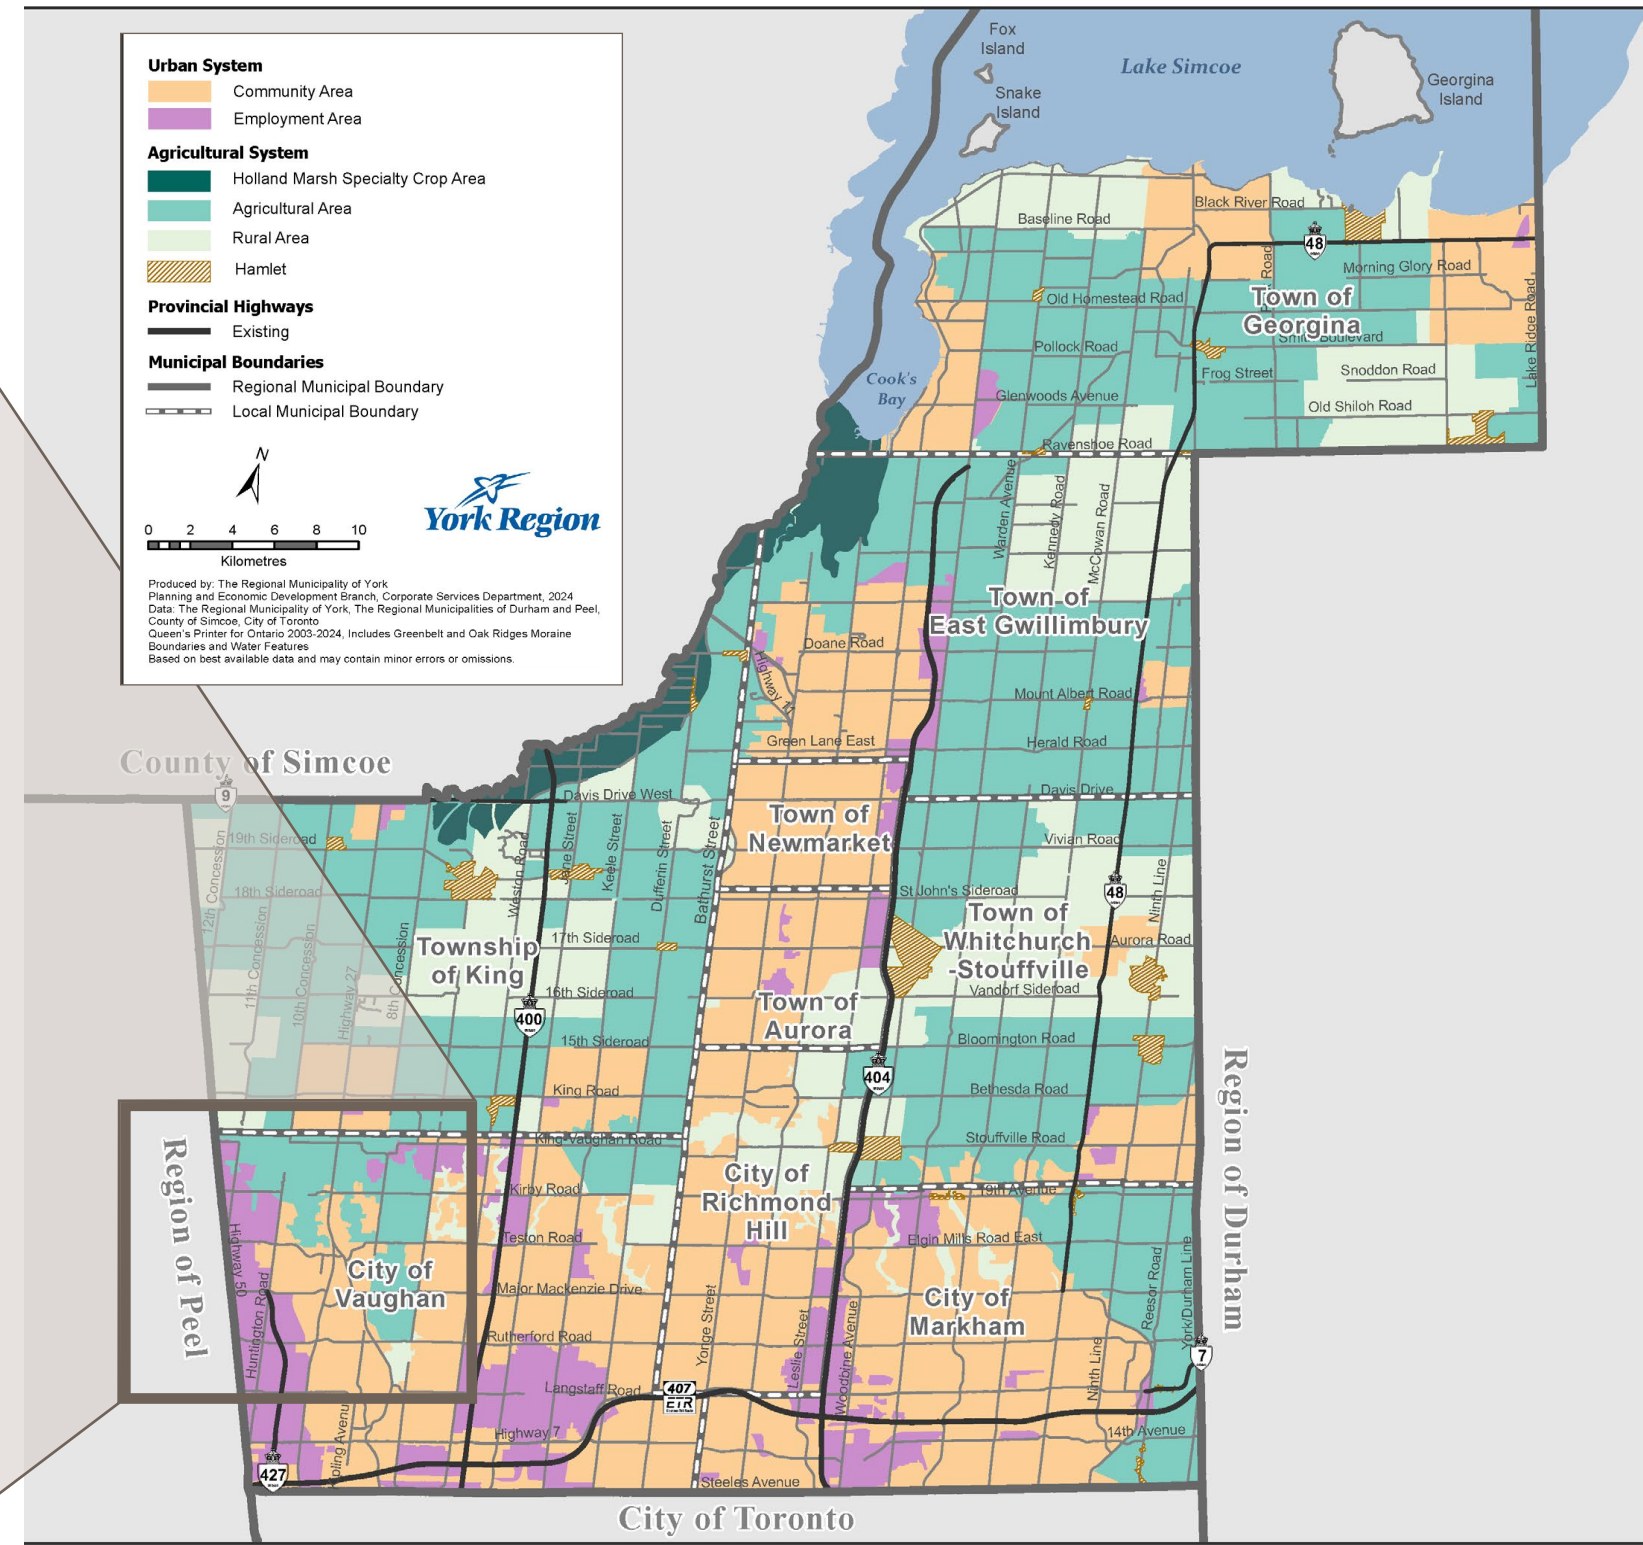 Urban System
Community Area
Employment Area
Agricultural System
Holland Marsh Specialty Crop Area
Agricultural Area
Rural Area
Hamlet
Provincial Highways
Existing
Municipal Boundaries
Regional Municipal Boundary
Local Municipal Boundary
N
0 2 4 6 8 10
Kilometres
York Region
Produced by: The Regional Municipality of York
Planning and Economic Development Branch, Corporate Services Department, 2024
Data: The Regional Municipality of York, The Regional Municipalities of Durham and Peel,
County of Simcoe, City of Toronto
Queen's Printer for Ontario 2003-2024, Includes Greenbelt and Oak Ridges Moraine
Boundaries and Water Features
Based on best available data and may contain minor errors or omissions.
Fox
Island
Snake
Island
Lake Simcoe
Georgina
Island
Black River Road
Baseline Road
48
Road
Morning Glory Road
Old Homestead Road
Town of
Georgina
Smith Boulevard
Lake Ridge Road
Pollock Road
Frog Street
Snoddon Road
Cook's
Bay
Glenwoods Avenue
Old Shiloh Road
Ravenshoe Road
Warden Avenue
Kennedy Road
McCowan Road
Town of
East Gwillimbury
Doane Road
Highway 11
Mount Albert Road
Green Lane East
Herald Road
County of Simcoe
9
Davis Drive West
Davis Drive
Town of
Newmarket
19th Sideroad
12th Concession
Weston Road
Jane Street
Keele Street
Dufferin Street
Bathurst Street
Vivian Road
18th Sideroad
St John's Sideroad
48
Ninth Line
11th Concession
10th Concession
Highway 27
8th Concession
Township
of King
17th Sideroad
Town of
Whitchurch
-Stouffville
Aurora Road
16th Sideroad
Vandorf Sideroad
400
Town of
Aurora
15th Sideroad
Bloomington Road
404
King Road
Bethesda Road
King-Vaughan Road
Stouffville Road
Region of Peel
Region of Durham
City of
Richmond
Hill
Kirby Road
19th Avenue
Teston Road
Elgin Mills Road East
Highway 50
Huntington Road
City of
Vaughan
Major Mackenzie Drive
City of
Markham
Reesor Road
York/Durham Line
Rutherford Road
Yonge Street
Leslie Street
Woodbine Avenue
Ninth Line
7
Langstaff Road
407
ETR
Highway 7
14th Avenue
427
Steeles Avenue
City of Toronto